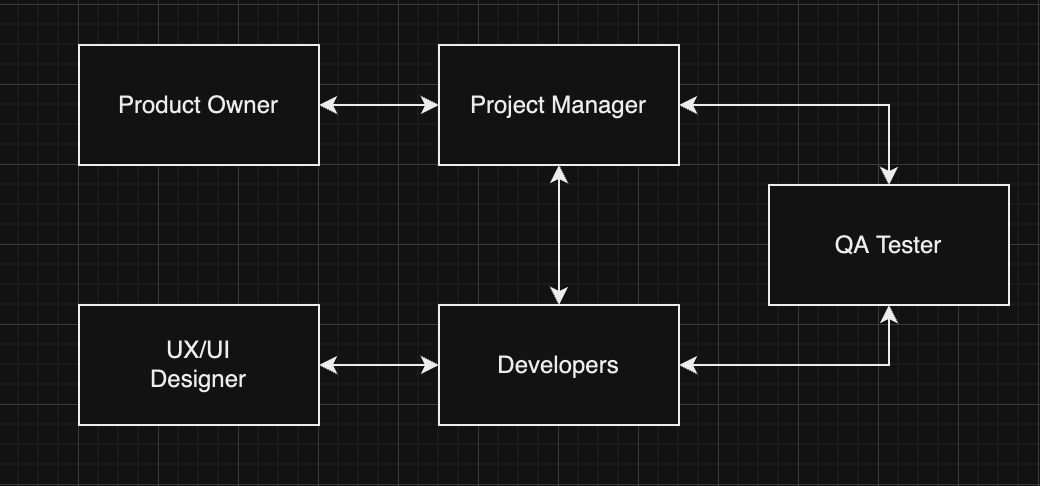 Product Owner
Project Manager
QA Tester
UX/UI
Designer
Developers